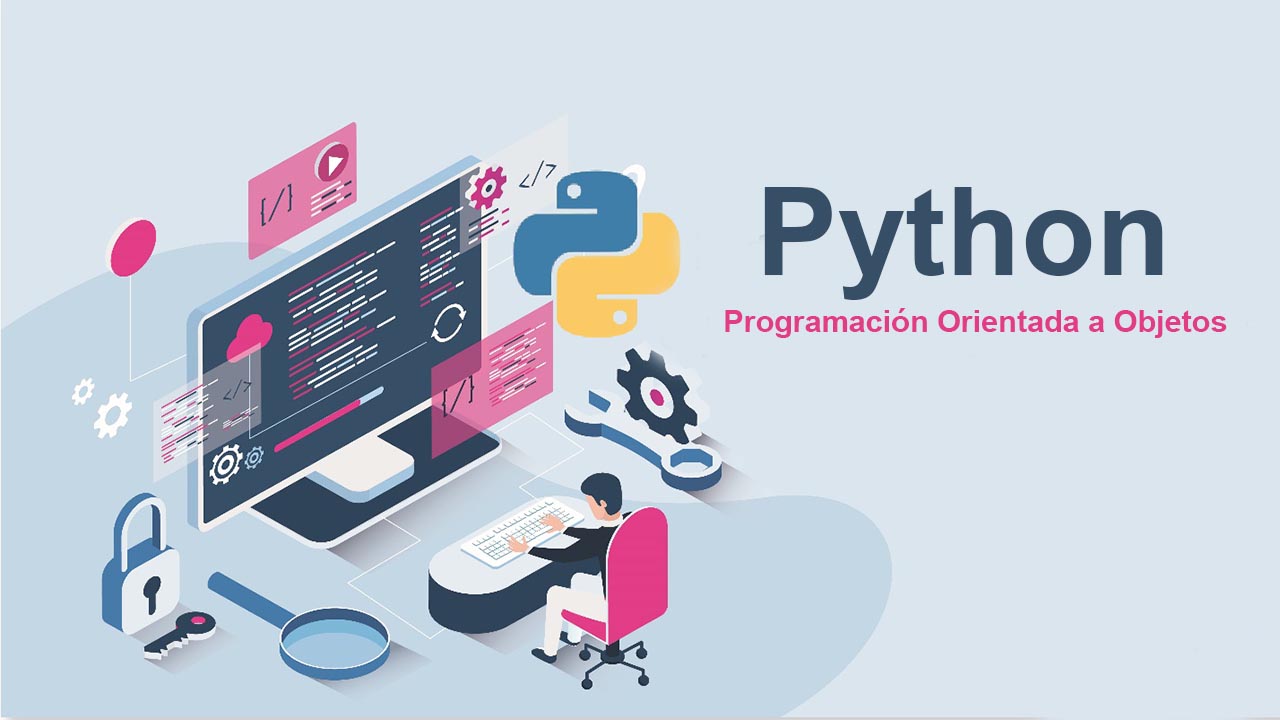 Python
Programación Orientada a Objetos
[/]
</>
</>
[/]